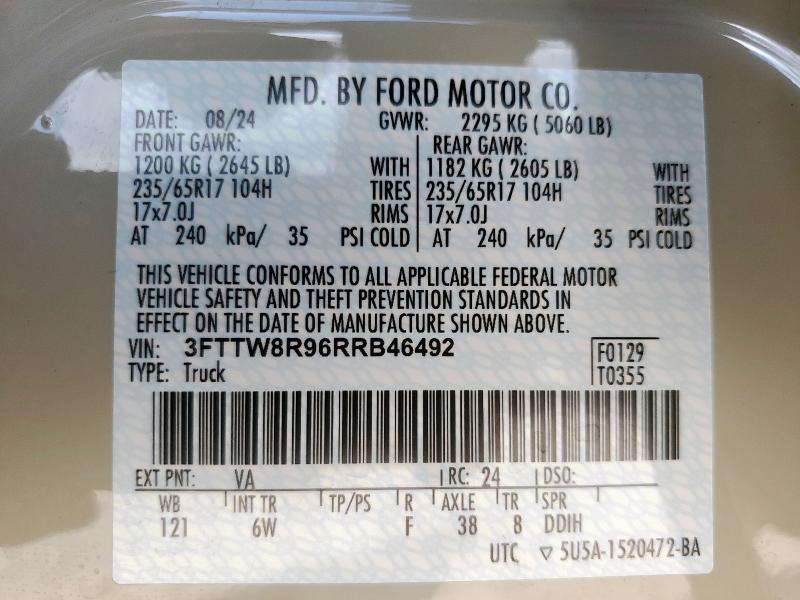 MFD. BY FORD MOTOR CO.
DATE: 08/24 GVWR: 2295 KG ( 5060 LB)
FRONT GAWR: REAR GAWR:
1200 KG ( 2645 LB) WITH 1182 KG ( 2605 LB) WITH
235/65R17 104H TIRES 235/65R17 104H TIRES
17x7.0J RIMS 17x7.0J RIMS
AT 240 kPa/ 35 PSI COLD AT 240 kPa/ 35 PSI COLD
THIS VEHICLE CONFORMS TO ALL APPLICABLE FEDERAL MOTOR
VEHICLE SAFETY AND THEFT PREVENTION STANDARDS IN
EFFECT ON THE DATE OF MANUFACTURE SHOWN ABOVE.
VIN: 3FTTW8R96RRB46492 F0129
TYPE: Truck T0355
EXT PNT: VA RC: 24 DSO:
WB INT TR TP/PS R AXLE TR SPR
121 6W F 38 8 DDIH
UTC ▽ 5U5A-1520472-BA